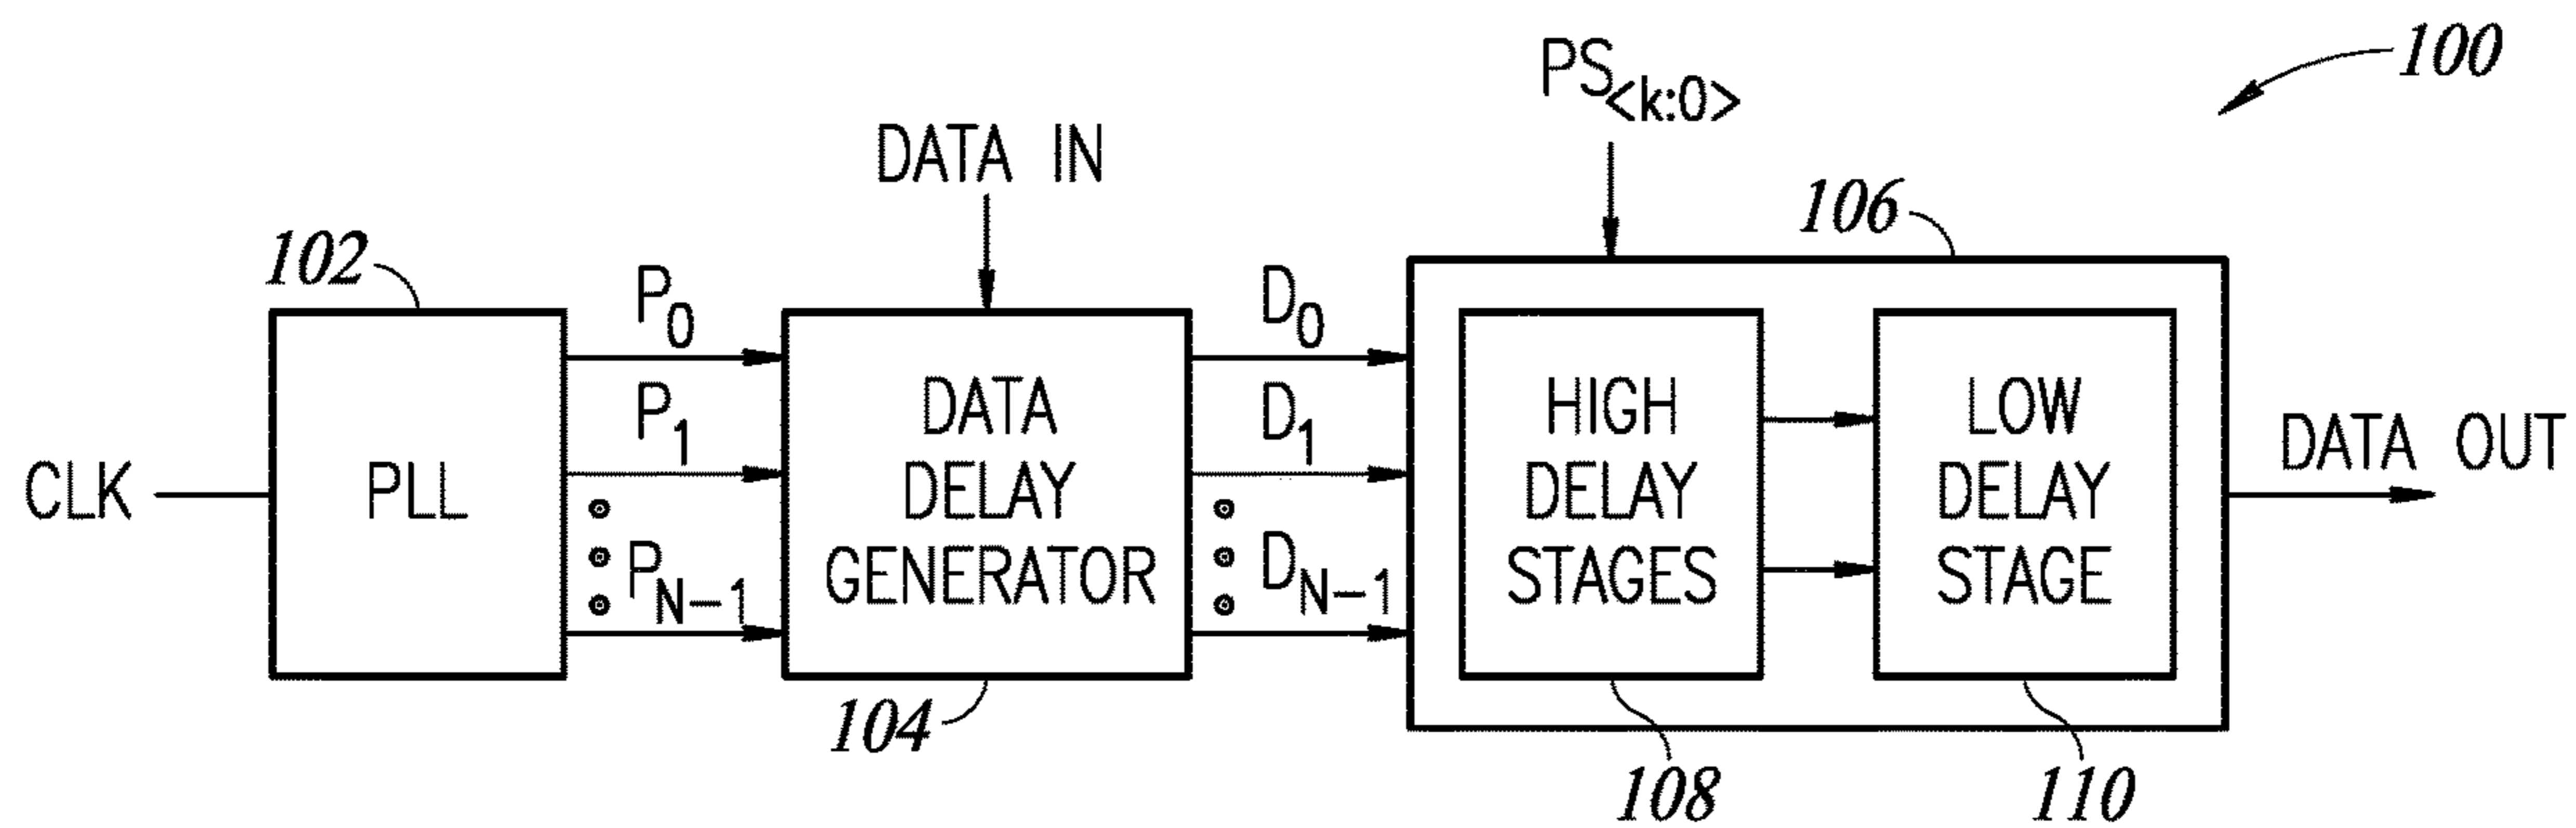 100
PS<k:0>
DATA IN
106
102
P0
D0
P1
D1
CLK
PLL
DATA
DELAY
GENERATOR
HIGH
DELAY
STAGES
LOW
DELAY
STAGE
DATA OUT
PN-1
DN-1
104
108
110